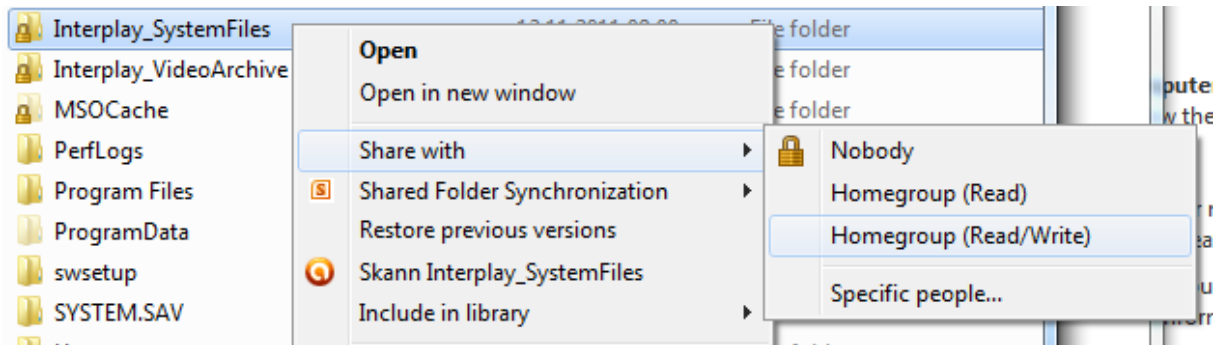 Interplay_SystemFiles
File folder
Open
Interplay_VideoArchive
e folder
Open in new window
MSOCache
e folder
PerfLogs
Share with
Nobody
Program Files
Shared Folder Synchronization
Homegroup (Read)
ProgramData
Restore previous versions
Homegroup (Read/Write)
swsetup
Skann Interplay_SystemFiles
SYSTEM.SAV
Include in library
Specific people...